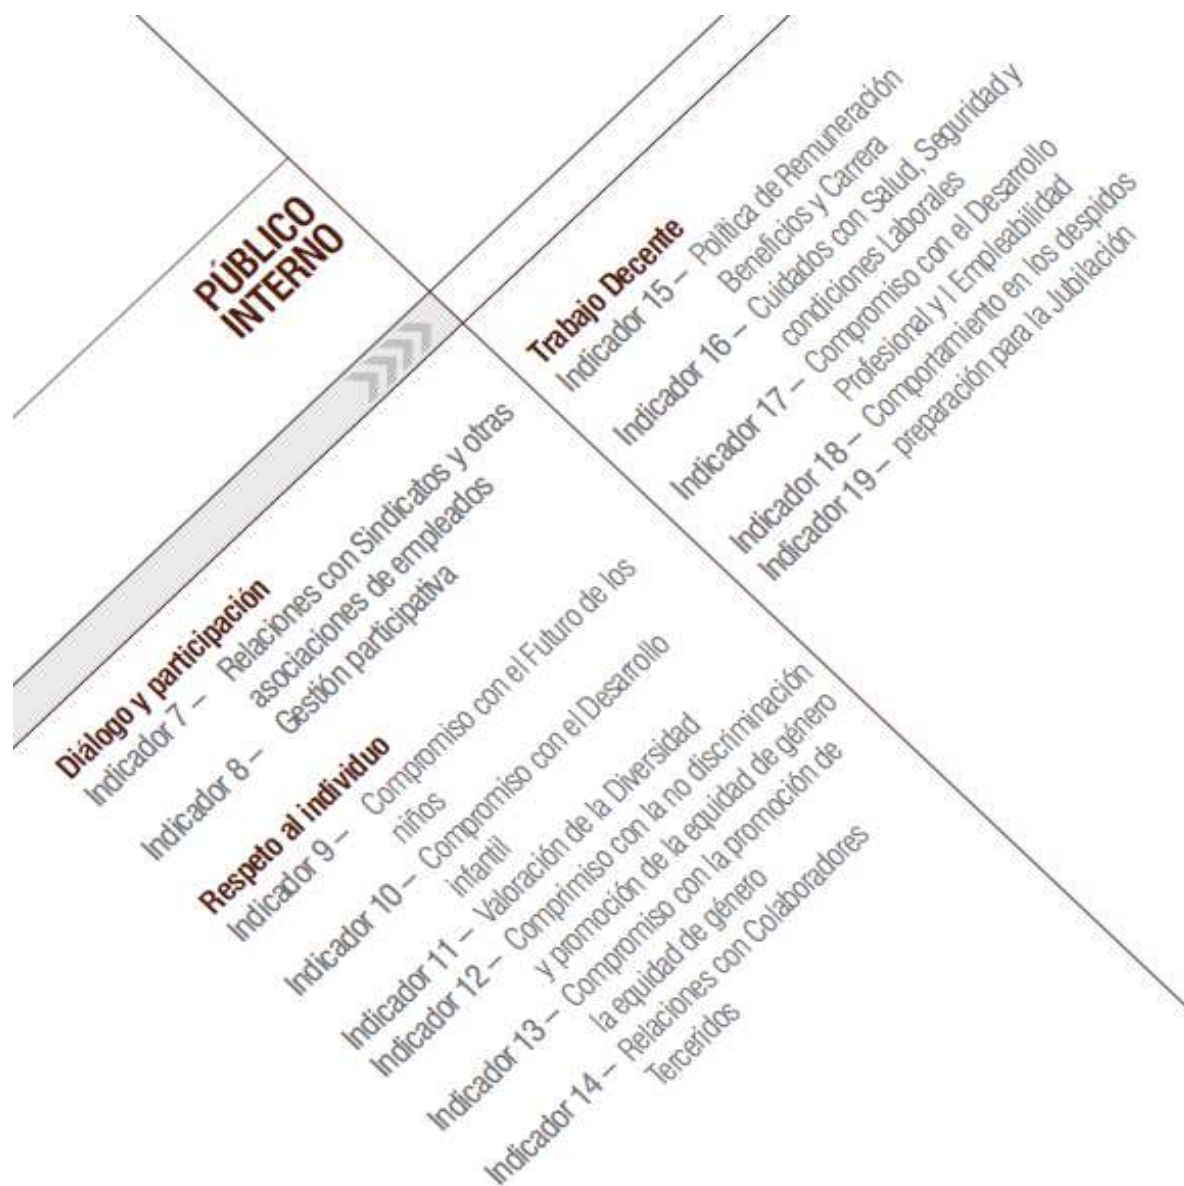 PÚBLICO
INTERNO
Diálogo y participación
Indicador 7 – Relaciones con Sindicatos y otras
asociaciones de empleados
Indicador 8 – Gestión participativa
Respeto al individuo
Indicador 9 – Compromiso con el Futuro de los
niños
Indicador 10 – Compromiso con el Desarrollo
infantil
Indicador 11 – Valoración de la Diversidad
Indicador 12 – Comprimiso con la no discriminación
y promoción de la equidad de género
Indicador 13 – Compromiso con la promoción de
la equidad de género
Indicador 14 – Relaciones con Colaboradores
Terceridos
Trabajo Decente
Indicador 15 – Política de Remuneración
Beneficios y Carrera
Indicador 16 – Cuidados con Salud, Seguridad y
condiciones Laborales
Indicador 17 – Compromiso con el Desarrollo
Profesional y l Empleabilidad
Indicador 18 – Comportamiento en los despidos
Indicador 19 – preparación para la Jubilación